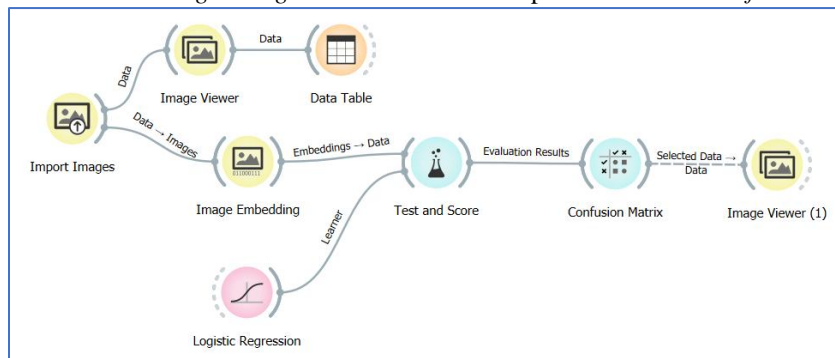 Data
Data
Image Viewer
Data Table
Import Images
Data → Images
011000111
Image Embedding
Embeddings → Data
Test and Score
Evaluation Results
Confusion Matrix
Selected Data →
Data
Image Viewer (1)
Learner
Logistic Regression